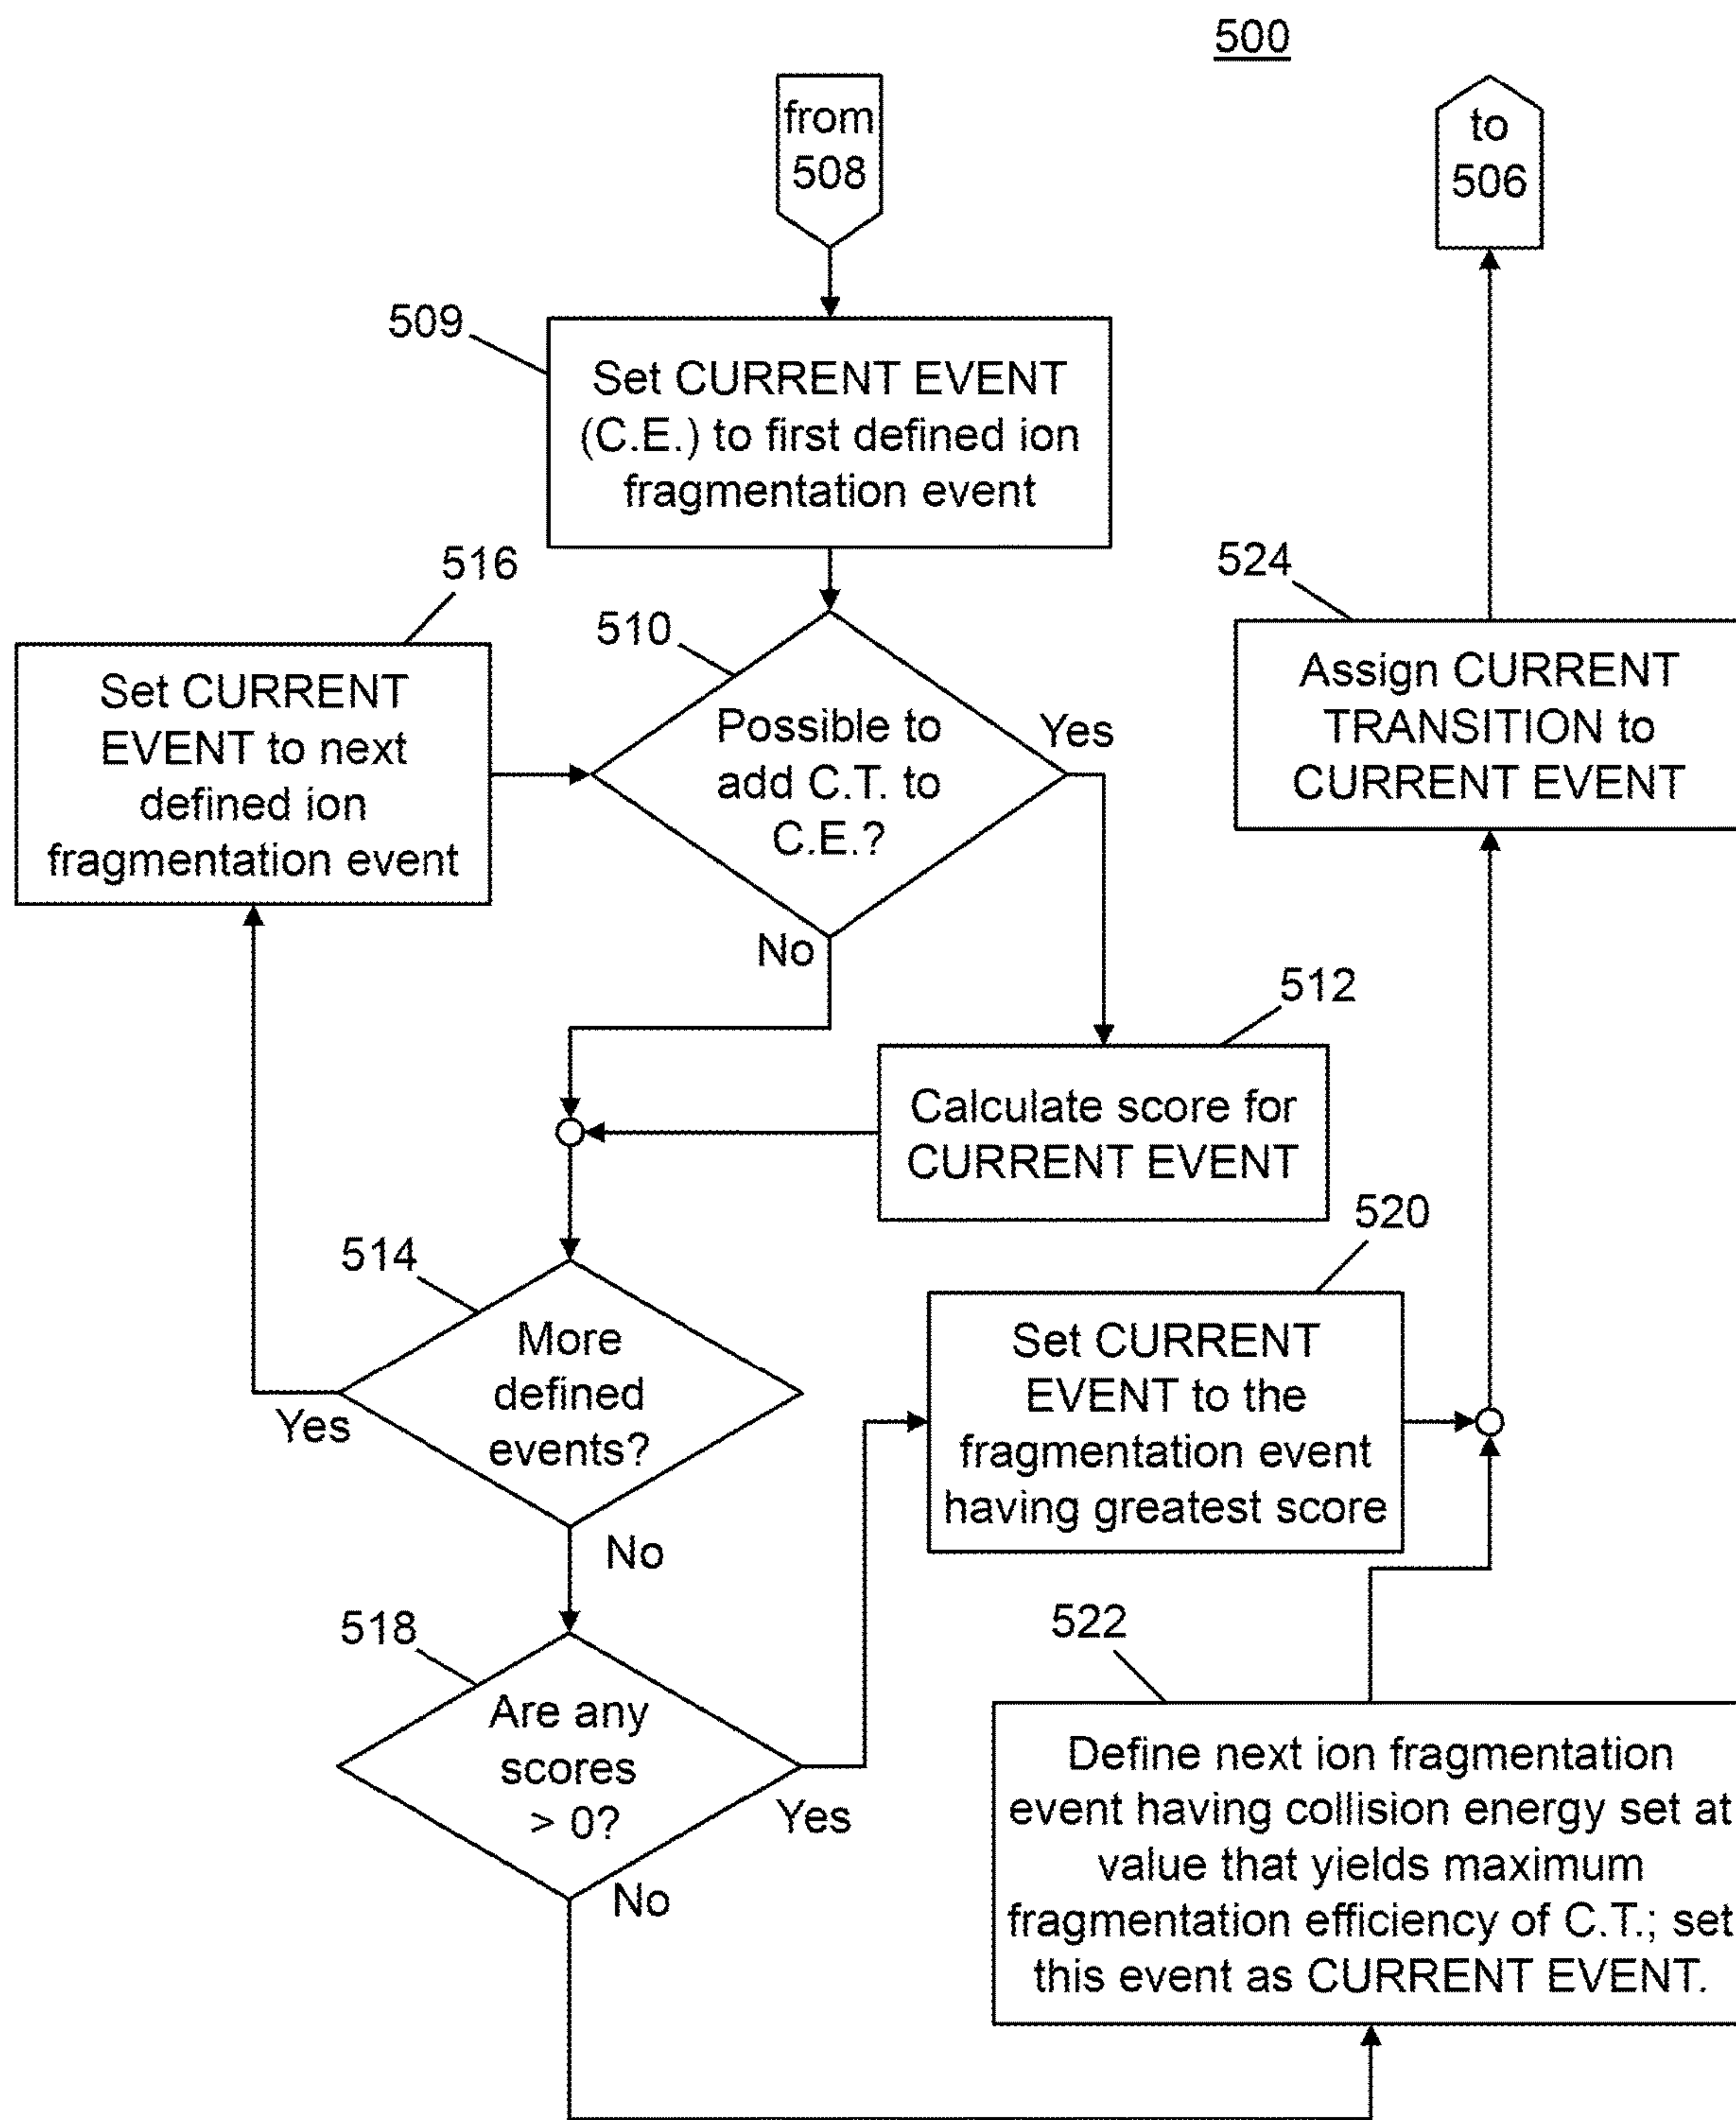 500
from
508
to
506
509
Set CURRENT EVENT
(C.E.) to first defined ion
fragmentation event
516
Set CURRENT
EVENT to next
defined ion
fragmentation event
510
Possible to
add C.T. to
C.E.?
Yes
No
524
Assign CURRENT
TRANSITION to
CURRENT EVENT
512
Calculate score for
CURRENT EVENT
514
More
defined
events?
Yes
No
520
Set CURRENT
EVENT to the
fragmentation event
having greatest score
518
Are any
scores
> 0?
Yes
No
522
Define next ion fragmentation
event having collision energy set at
value that yields maximum
fragmentation efficiency of C.T.; set
this event as CURRENT EVENT.